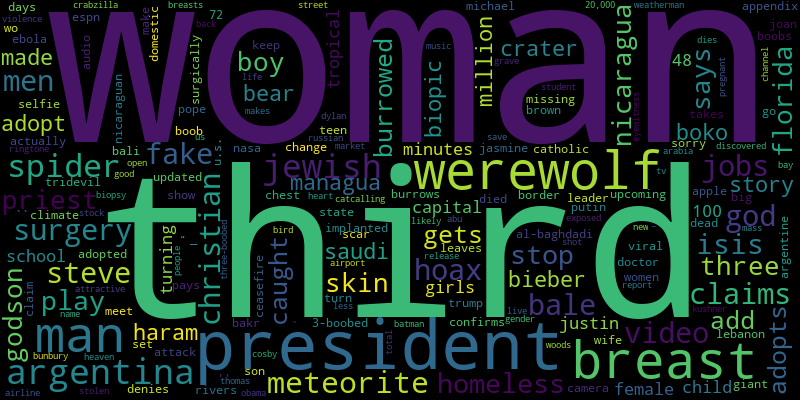 crabzilla breasts street 20,000 weatherman
days espn michael appendix
violence wo 72 joan
ebola boobs
woman
made audio make domestic surgically keep tropical burrowed biopic million crater nicaragua says 48 florida
back music dies pregnant channel
men boy life grave
selfie pope bear makes student missing eyewitness takes go
adopt nicaraguan boob dylan teen brown boko
actually us russian save discovered
ringtone bali fake u.s. nasa market change minutes jasmine catholic sorry arabia bay
spider open good jewish werewolf tv jobs
tridevil updated managua story
priest biopsy show chest heart burrows died border leader upcoming apple big
climate stock catcalling capital putin exposed god
surgery christian state implanted likely abu al-baghdadi new 100 dead mass argentine
third
school adopted turning bird scar saudi gets leaves stop shot viral isis
steve people three-boobed caught airport release hoax doctor three
godson claim attractive pays ceasefire turn skin girls bieber women report claims
play name meet less trump live kushner
man set haram bakr 3-boobed batman confirms gender bale justin video add adopts
bunbury heaven attack cosby total president woods wife lebanon
argentina denies son breast
airline stolen rivers thomas obama meteorite homeless camera female child giant